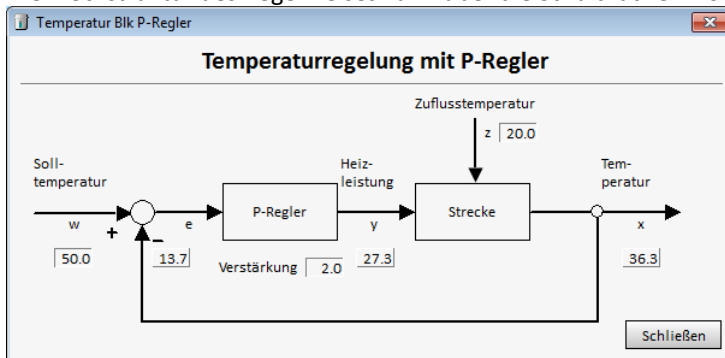 Temperatur Blk P-Regler
Temperaturregelung mit P-Regler
Zuflusstemperatur
z 20.0
Soll-
temperatur
Heiz-
leistung
Tem-
peratur
P-Regler
Strecke
w
+
−
e
y
x
50.0
13.7
Verstärkung 2.0
27.3
36.3
Schließen